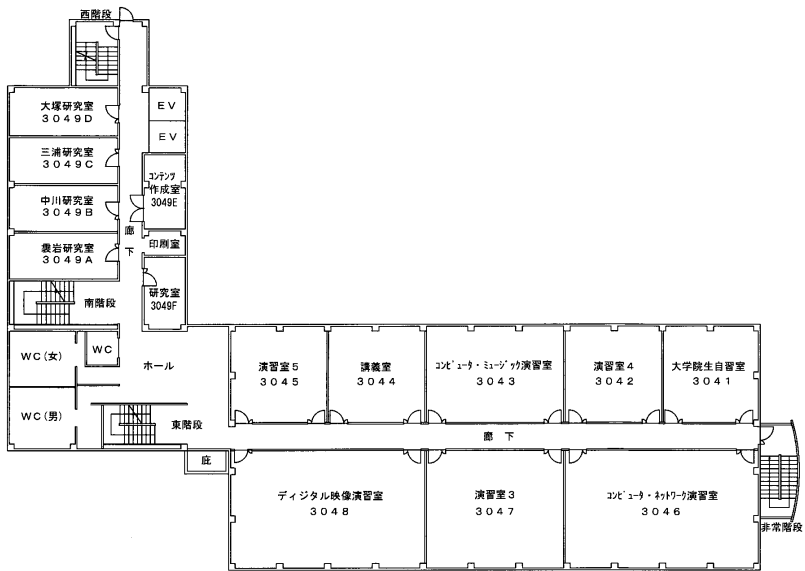 西階段
大塚研究室
3049D
EV
三浦研究室
3049C
EV
コンテンツ
作成室
3049E
中川研究室
3049B
廊
下
印刷室
雲岩研究室
3049A
研究室
3049F
南階段
WC(女)
WC
ホール
演習室5
3045
講義室
3044
コンピュータ・ミュージック演習室
3043
演習室4
3042
大学院生自習室
3041
WC(男)
東階段
廊 下
庇
ディジタル映像演習室
3048
演習室3
3047
コンピュータ・ネットワーク演習室
3046
非常階段